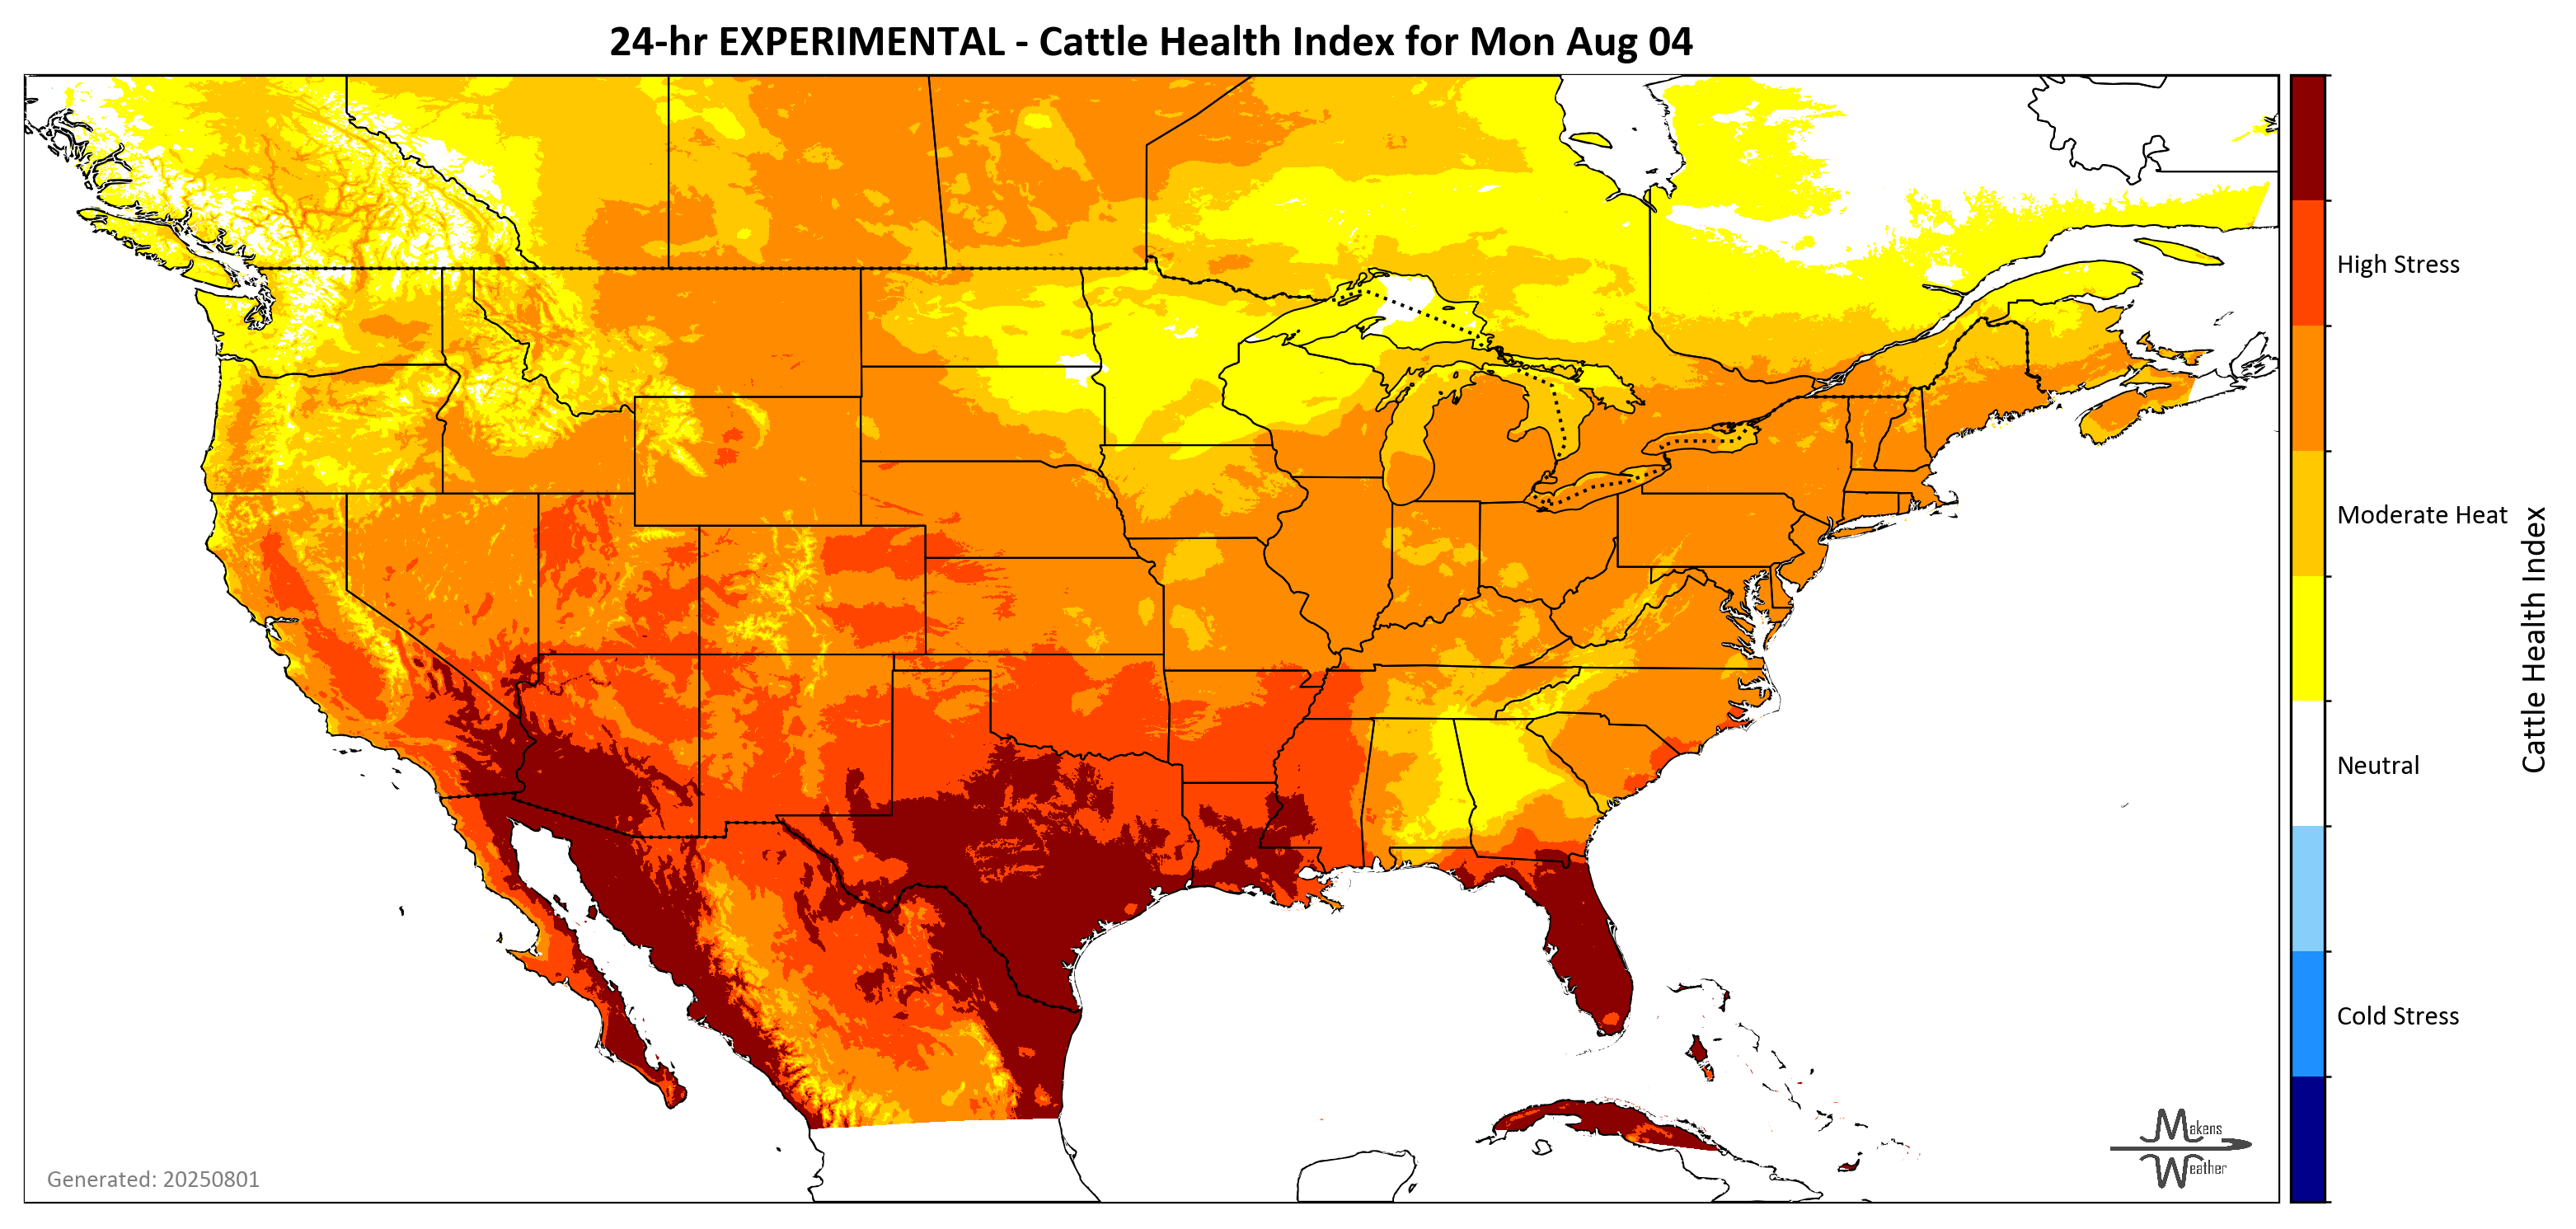 24-hr EXPERIMENTAL - Cattle Health Index for Mon Aug 04
High Stress
Moderate Heat
Neutral
Cold Stress
Cattle Health Index
Generated: 20250801
Makens
Weather